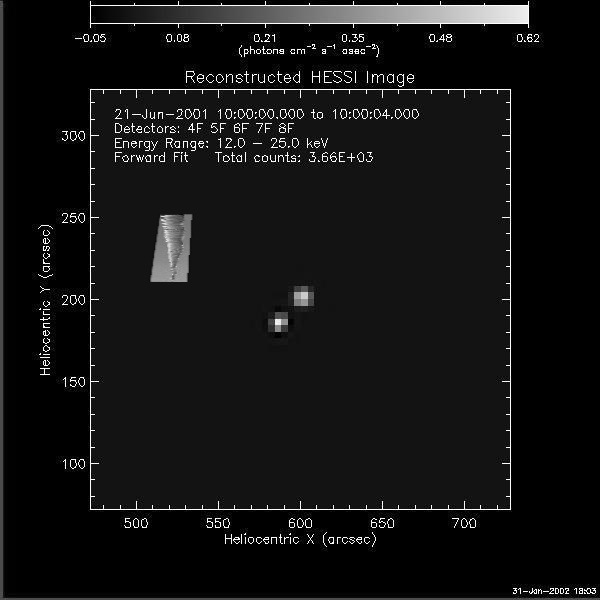 −0.05 0.08 0.21 0.35 0.48 0.62
(photons cm⁻² s⁻¹ asec⁻²)
Reconstructed HESSI Image
21−Jun−2001 10:00:00.000 to 10:00:04.000
Detectors: 4F 5F 6F 7F 8F
Energy Range: 12.0 − 25.0 keV
Forward Fit Total counts: 3.66E+03
300
250
200
150
100
Heliocentric Y (arcsec)
500 550 600 650 700
Heliocentric X (arcsec)
31−Jan−2002 18:03